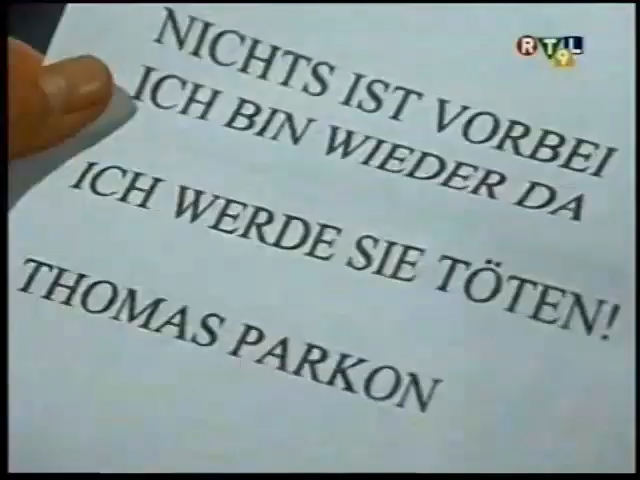 RTL9
NICHTS IST VORBEI
ICH BIN WIEDER DA
ICH WERDE SIE TÖTEN!
THOMAS PARKON